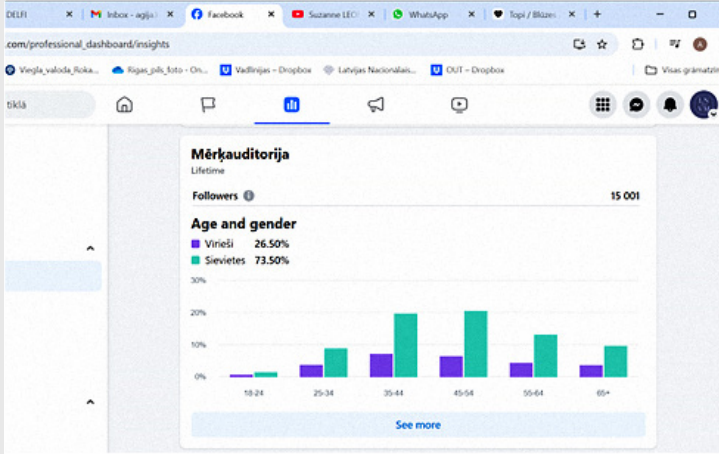 DELFI
Inbox - agija
Facebook
Suzanne LEO
WhatsApp
Topi / Blūzes
.com/professional_dashboard/insights
Viegla_valoda_Roka...
Rigas_pils_foto - On...
Vadlīnijas – Dropbox
Latvijas Nacionālais...
OUT – Dropbox
Visas grāmatzīm
tīklā
Mērķauditorija
Lifetime
Followers 15 001
Age and gender
Vīrieši 26.50%
Sievietes 73.50%
30%
20%
10%
0%
18-24 25-34 35-44 45-54 55-64 65+
See more